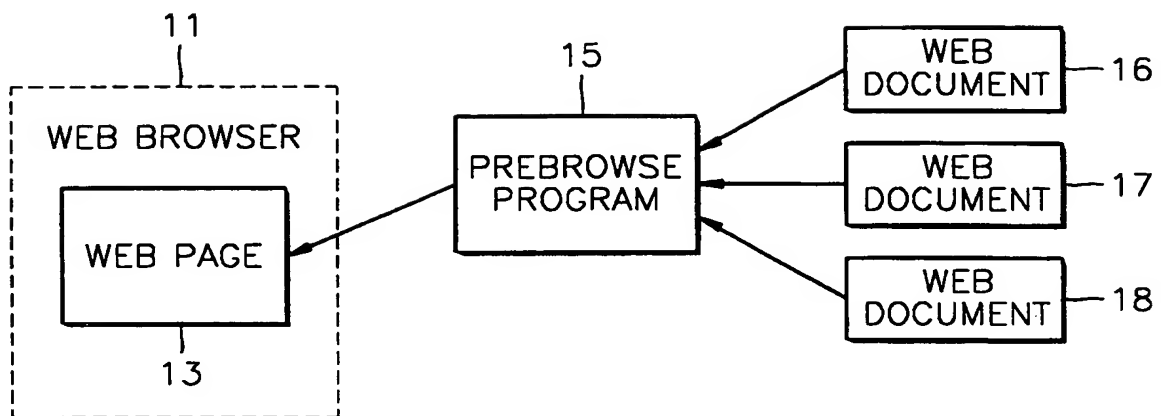 11
WEB BROWSER
WEB PAGE
13
15
PREBROWSE
PROGRAM
WEB
DOCUMENT
16
WEB
DOCUMENT
17
WEB
DOCUMENT
18